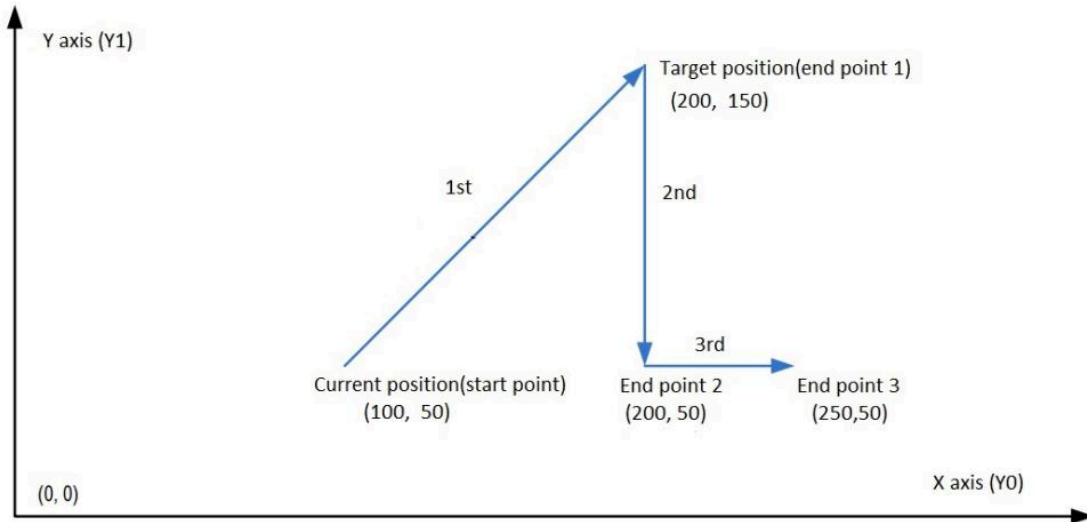 Y axis (Y1)
Target position(end point 1)
(200, 150)
1st
2nd
3rd
Current position(start point)
(100, 50)
End point 2
(200, 50)
End point 3
(250,50)
(0, 0)
X axis (Y0)